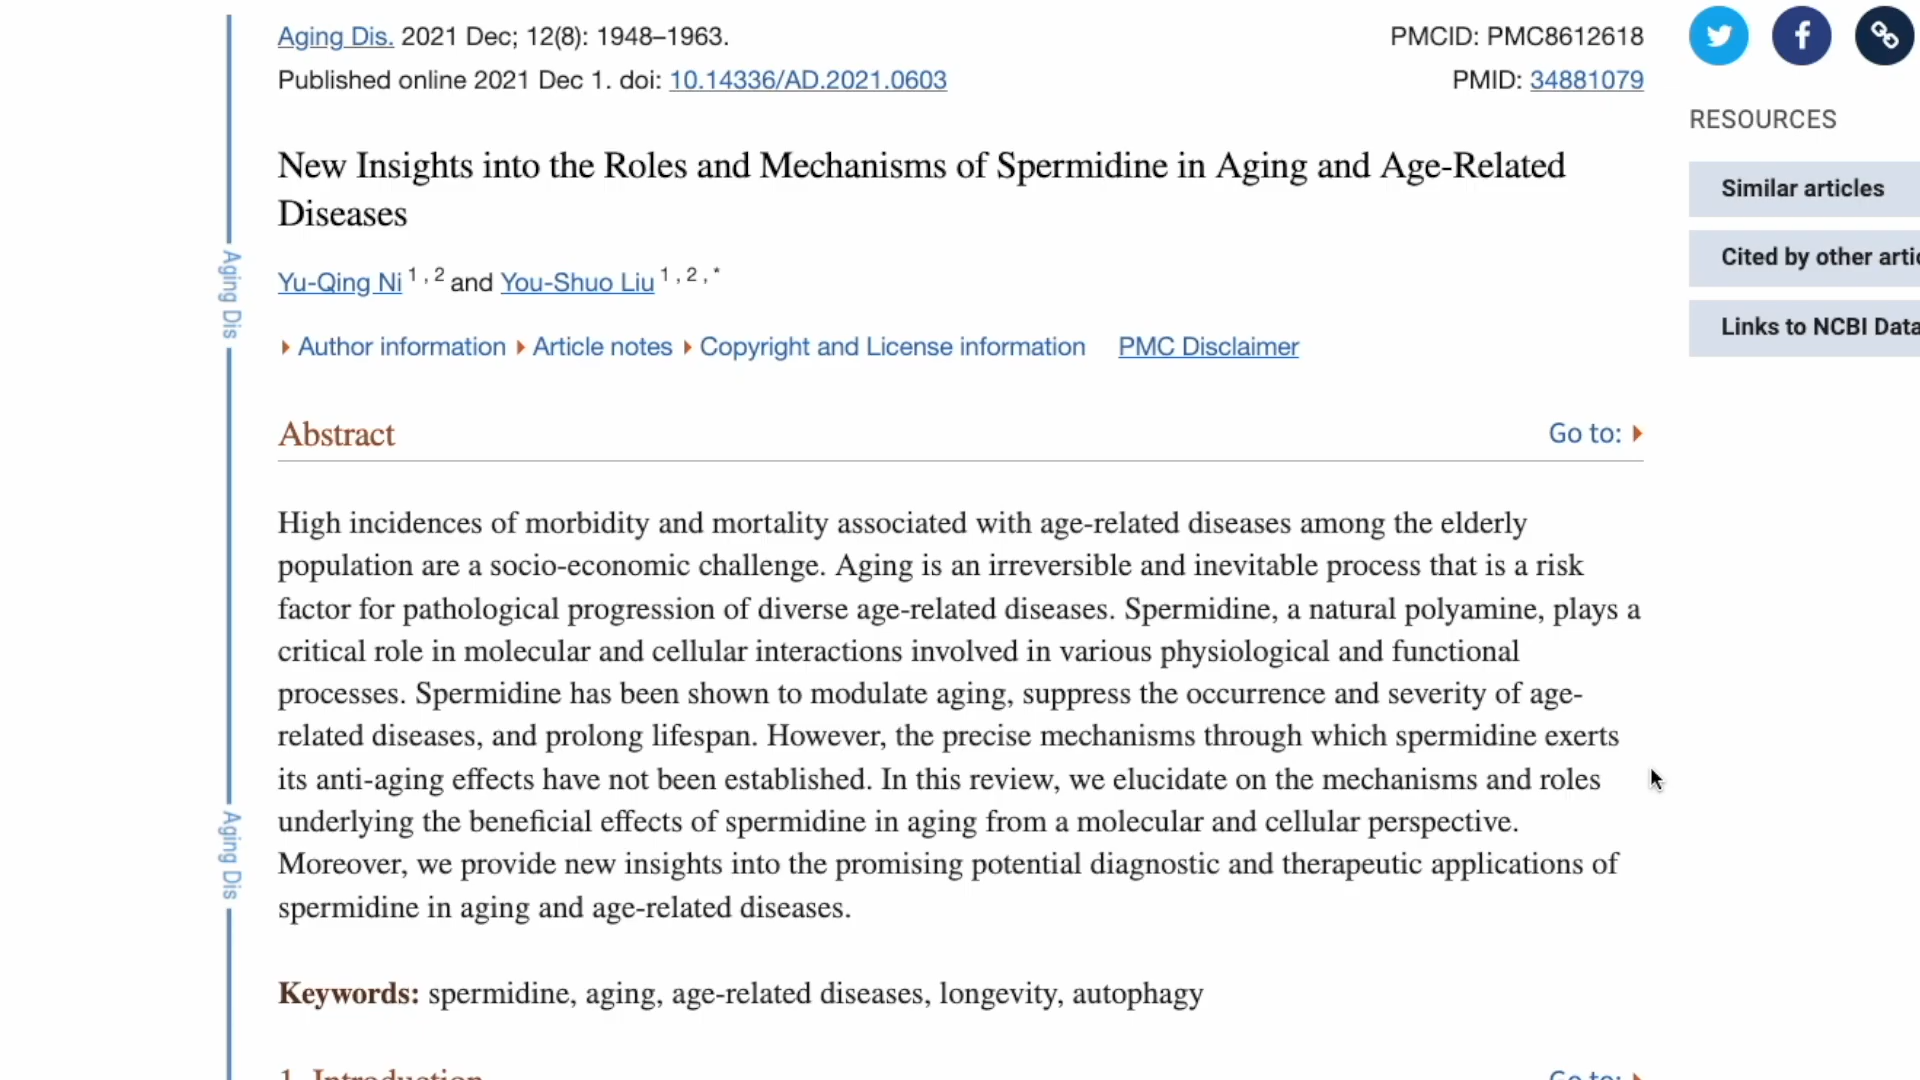 Aging Dis. 2021 Dec; 12(8): 1948–1963.
Published online 2021 Dec 1. doi: 10.14336/AD.2021.0603
PMCID: PMC8612618
PMID: 34881079
New Insights into the Roles and Mechanisms of Spermidine in Aging and Age-Related
Diseases
Yu-Qing Ni 1 , 2 and You-Shuo Liu 1 , 2 , *
Author information Article notes Copyright and License information PMC Disclaimer
Abstract
Go to:
High incidences of morbidity and mortality associated with age-related diseases among the elderly
population are a socio-economic challenge. Aging is an irreversible and inevitable process that is a risk
factor for pathological progression of diverse age-related diseases. Spermidine, a natural polyamine, plays a
critical role in molecular and cellular interactions involved in various physiological and functional
processes. Spermidine has been shown to modulate aging, suppress the occurrence and severity of age-
related diseases, and prolong lifespan. However, the precise mechanisms through which spermidine exerts
its anti-aging effects have not been established. In this review, we elucidate on the mechanisms and roles
underlying the beneficial effects of spermidine in aging from a molecular and cellular perspective.
Moreover, we provide new insights into the promising potential diagnostic and therapeutic applications of
spermidine in aging and age-related diseases.
Keywords: spermidine, aging, age-related diseases, longevity, autophagy
1. Introduction
Go to:
Aging Dis
Aging Dis
RESOURCES
Similar articles
Cited by other
Links to NCBI